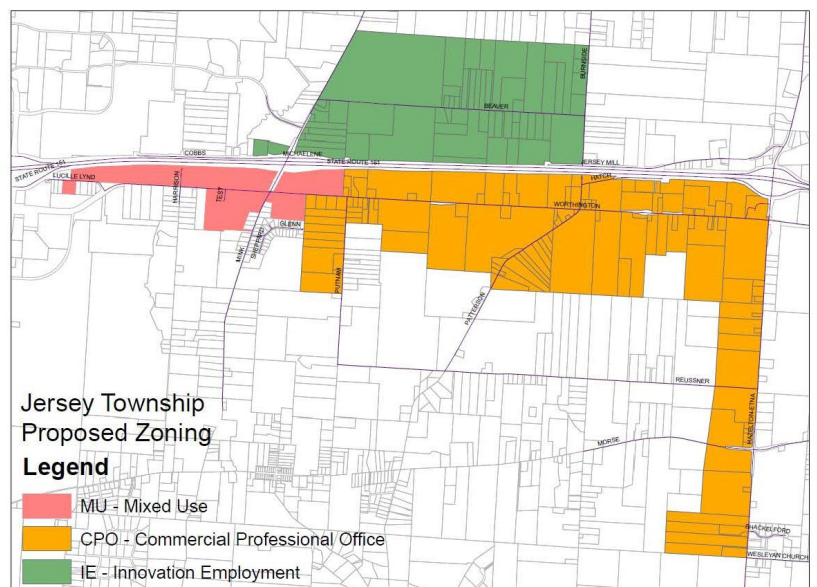 BURNSIDE
BEAVER
COBBS
MICHAELENE
STATE ROUTE 161
JERSEY MILL
STATE ROUTE 161
LUCILLE LYND
HARRISON
TEST
HATCH
WORTHINGTON
GLENN
MINK
SHEPPARD
PUTNAM
PATTERSON
REUSSNER
HAZELTON-ETNA
MORSE
SHACKELFORD
WESLEYAN CHURCH
Jersey Township
Proposed Zoning
Legend
MU - Mixed Use
CPO - Commercial Professional Office
IE - Innovation Employment